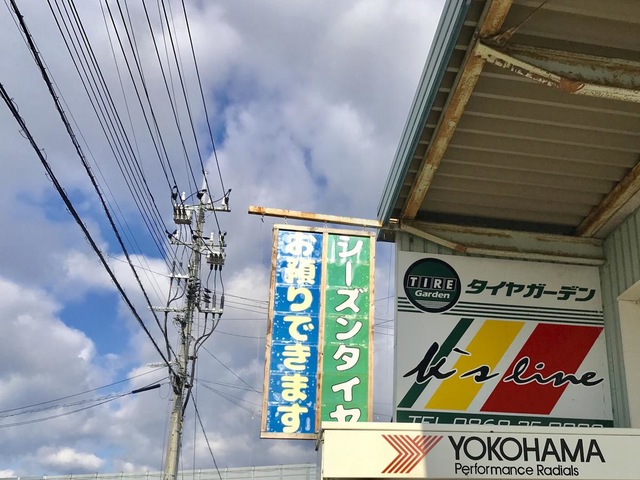 シーズンタイヤ
お預りできます
TIRE
Garden
タイヤガーデン
k's line
TEL
YOKOHAMA
Performance Radials